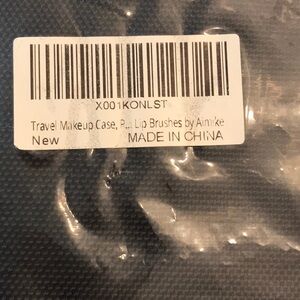 X001KONLST
Travel Makeup Case, P... Lip Brushes by Aimike
New
MADE IN CHINA